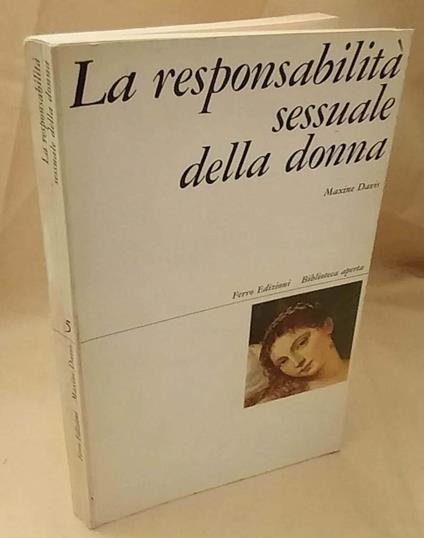 La responsabilità
sessuale
della donna
Maxine Davis
Ferro Edizioni Biblioteca aperta
La responsabilità
sessuale della donna
Ferro Edizioni Maxine Davis 5